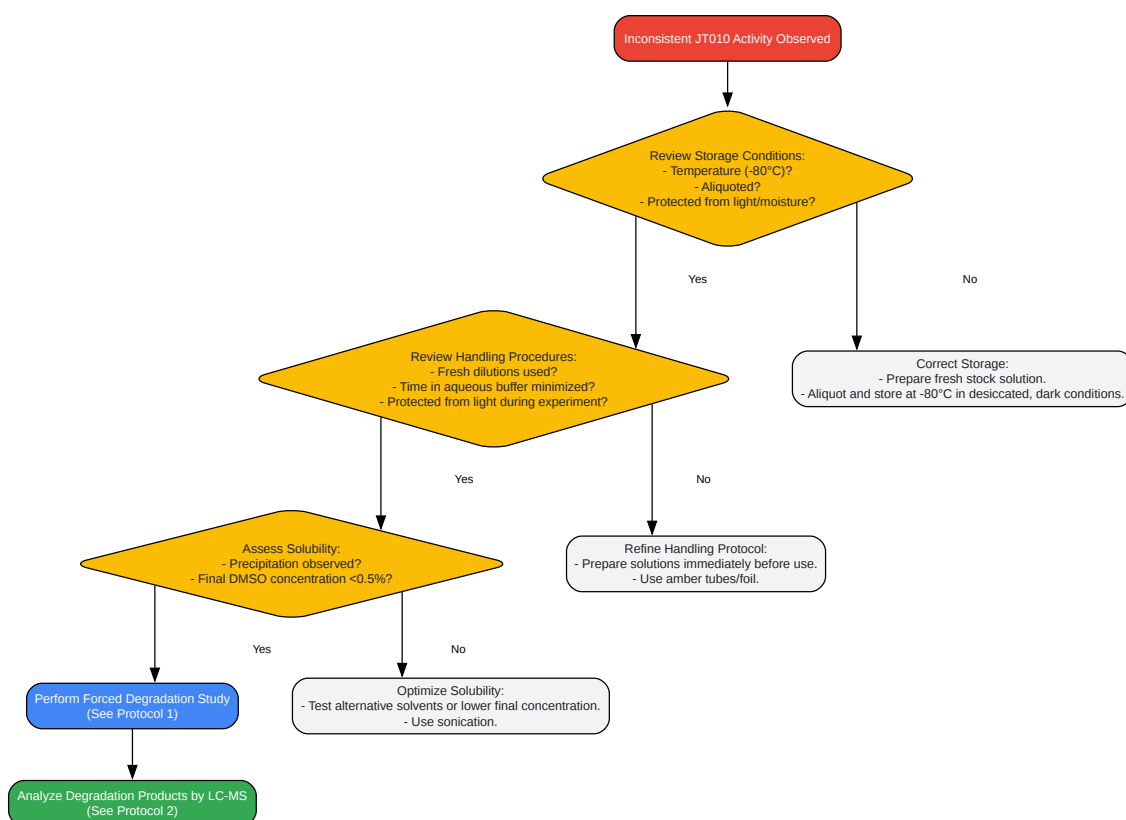 Inconsistent JT010 Activity Observed
Review Storage Conditions:
- Temperature (-80°C)?
- Aliquoted?
- Protected from light/moisture?
Yes
No
Review Handling Procedures:
- Fresh dilutions used?
- Time in aqueous buffer minimized?
- Protected from light during experiment?
Correct Storage:
- Prepare fresh stock solution.
- Aliquot and store at -80°C in desiccated, dark conditions.
Yes
No
Assess Solubility:
- Precipitation observed?
- Final DMSO concentration <0.5%?
Refine Handling Protocol:
- Prepare solutions immediately before use.
- Use amber tubes/foil.
Yes
No
Perform Forced Degradation Study
(See Protocol 1)
Optimize Solubility:
- Test alternative solvents or lower final concentration.
- Use sonication.
Analyze Degradation Products by LC-MS
(See Protocol 2)